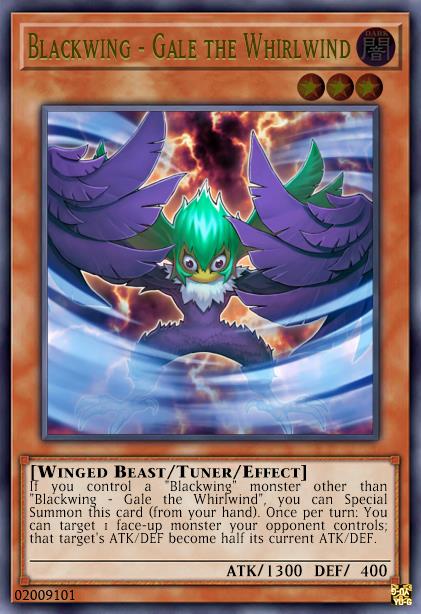 Blackwing - Gale the Whirlwind
DARK
闇
[Winged Beast/Tuner/Effect]
If you control a "Blackwing" monster other than
"Blackwing - Gale the Whirlwind", you can Special
Summon this card (from your hand). Once per turn: You
can target 1 face-up monster your opponent controls;
that target's ATK/DEF become half its current ATK/DEF.
ATK/1300 DEF/ 400
02009101